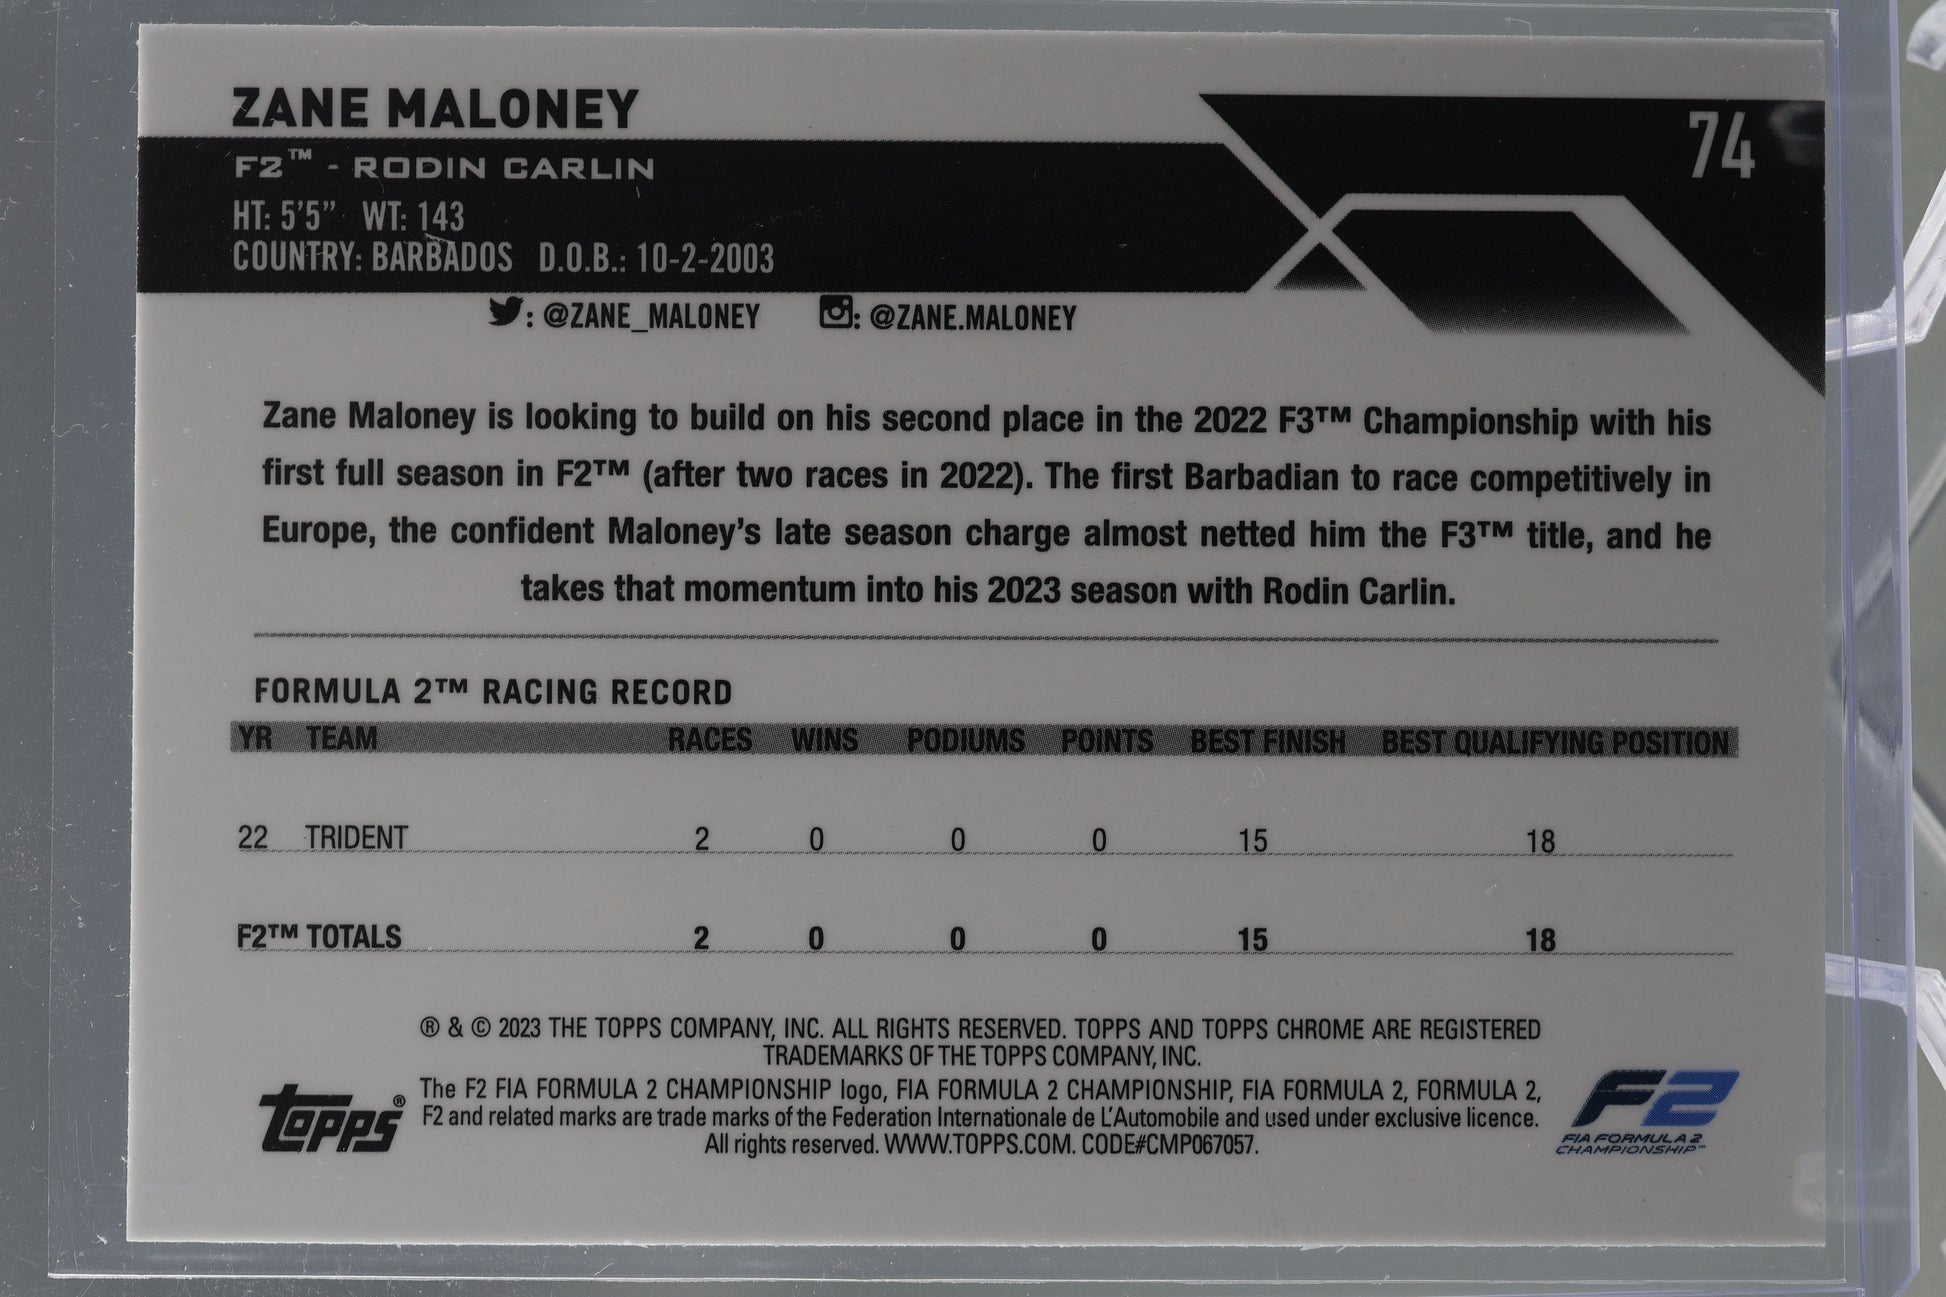 ZANE MALONEY
74
F2™ - RODIN CARLIN
HT: 5'5" WT: 143
COUNTRY: BARBADOS D.O.B.: 10-2-2003
: @ZANE_MALONEY : @ZANE.MALONEY
Zane Maloney is looking to build on his second place in the 2022 F3™ Championship with his
first full season in F2™ (after two races in 2022). The first Barbadian to race competitively in
Europe, the confident Maloney's late season charge almost netted him the F3™ title, and he
takes that momentum into his 2023 season with Rodin Carlin.
FORMULA 2™ RACING RECORD
YR TEAM RACES WINS PODIUMS POINTS BEST FINISH BEST QUALIFYING POSITION
22 TRIDENT 2 0 0 0 15 18
F2™ TOTALS 2 0 0 0 15 18
® & © 2023 THE TOPPS COMPANY, INC. ALL RIGHTS RESERVED. TOPPS AND TOPPS CHROME ARE REGISTERED
TRADEMARKS OF THE TOPPS COMPANY, INC.
The F2 FIA FORMULA 2 CHAMPIONSHIP logo, FIA FORMULA 2 CHAMPIONSHIP, FIA FORMULA 2, FORMULA 2,
F2 and related marks are trade marks of the Federation Internationale de L'Automobile and used under exclusive licence.
All rights reserved. WWW.TOPPS.COM. CODE#CMP067057.
Topps®
F2
FIA FORMULA 2
CHAMPIONSHIP™